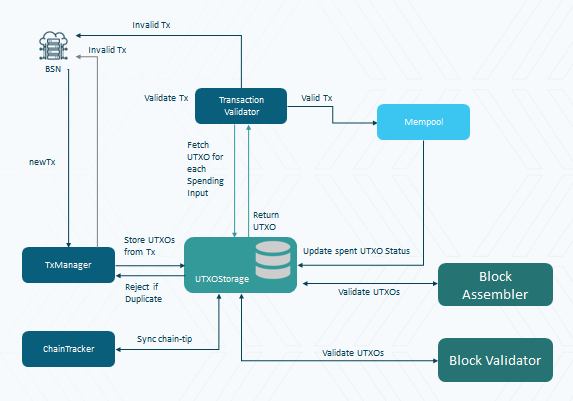 Invalid Tx
Invalid Tx
BSN
Validate Tx
Transaction
Validator
Valid Tx
Mempool
newTx
Fetch
UTXO for
each
Spending
Input
Return
UTXO
Store UTXOs
from Tx
Update spent UTXO Status
TxManager
UTXOStorage
Reject if
Duplicate
Validate UTXOs
Block
Assembler
ChainTracker
Sync chain-tip
Validate UTXOs
Block Validator